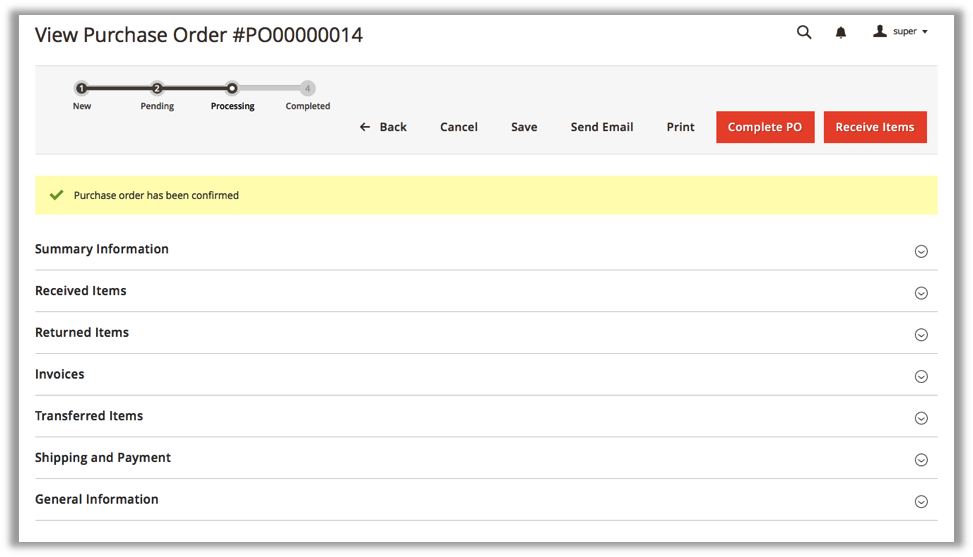 View Purchase Order #PO00000014
super
1 2 4
New Pending Processing Completed
Back Cancel Save Send Email Print Complete PO Receive Items
Purchase order has been confirmed
Summary Information
Received Items
Returned Items
Invoices
Transferred Items
Shipping and Payment
General Information